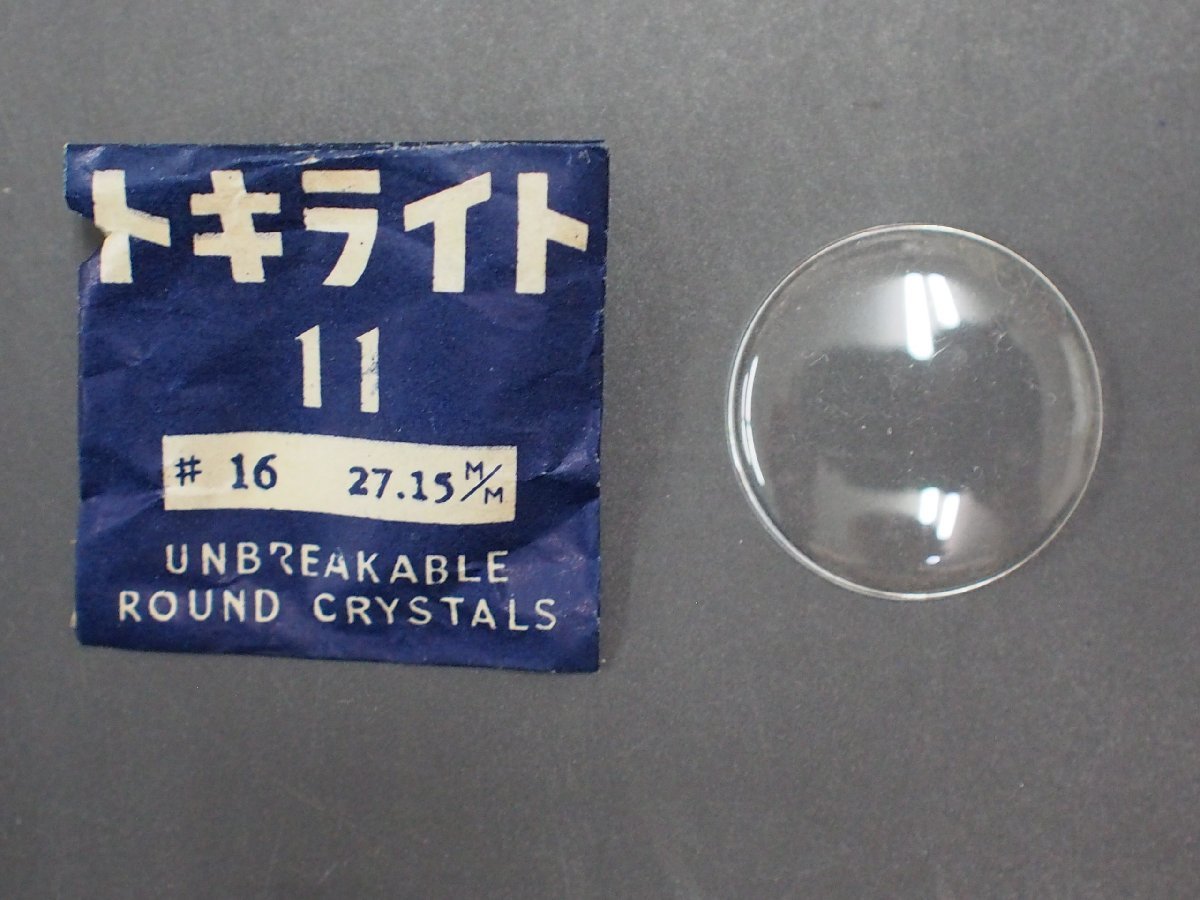 トキライト
11
# 16 27.15 M/M
UNBREAKABLE
ROUND CRYSTALS